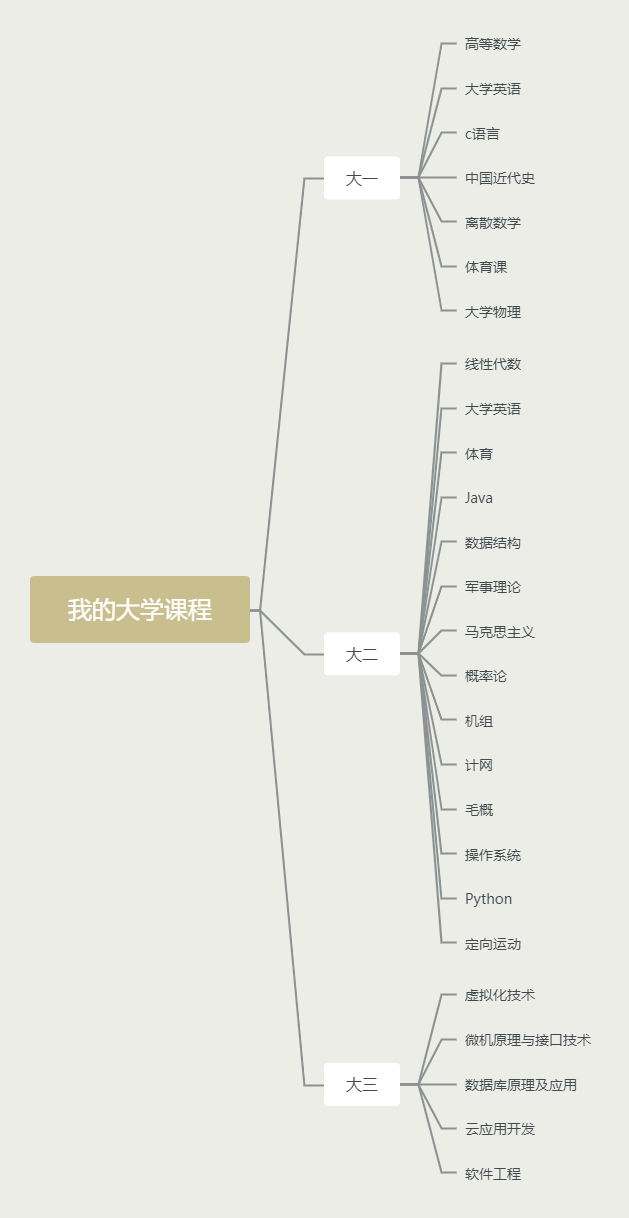 我的大学课程
大一
高等数学
大学英语
c语言
中国近代史
离散数学
体育课
大学物理
大二
线性代数
大学英语
体育
Java
数据结构
军事理论
马克思主义
概率论
机组
计网
毛概
操作系统
Python
定向运动
大三
虚拟化技术
微机原理与接口技术
数据库原理及应用
云应用开发
软件工程